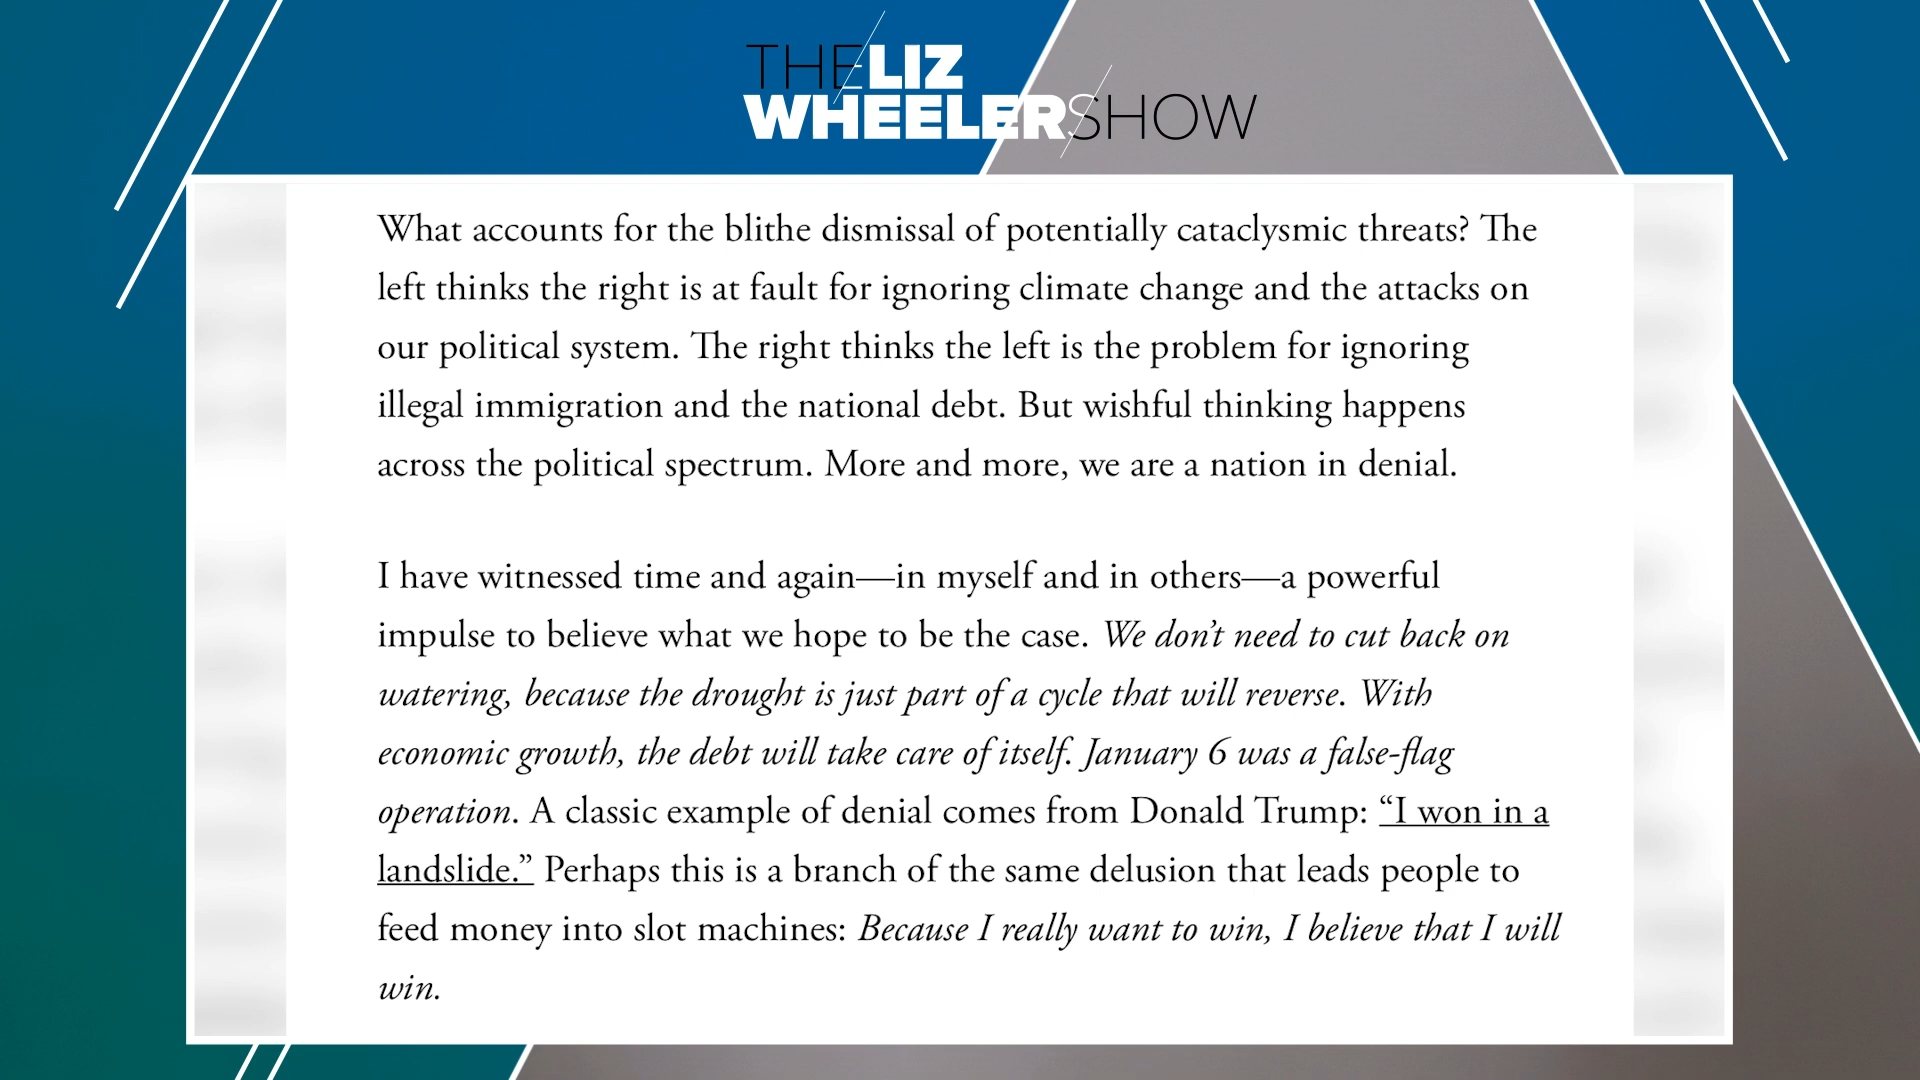 THE LIZ
WHEELER SHOW
What accounts for the blithe dismissal of potentially cataclysmic threats? The
left thinks the right is at fault for ignoring climate change and the attacks on
our political system. The right thinks the left is the problem for ignoring
illegal immigration and the national debt. But wishful thinking happens
across the political spectrum. More and more, we are a nation in denial.
I have witnessed time and again—in myself and in others—a powerful
impulse to believe what we hope to be the case. We don’t need to cut back on
watering, because the drought is just part of a cycle that will reverse. With
economic growth, the debt will take care of itself. January 6 was a false-flag
operation. A classic example of denial comes from Donald Trump: “I won in a
landslide.” Perhaps this is a branch of the same delusion that leads people to
feed money into slot machines: Because I really want to win, I believe that I will
win.